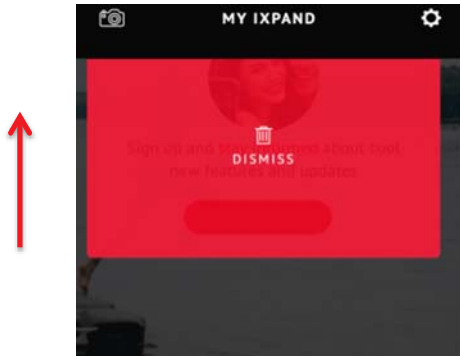 MY IXPAND
Sign up and stay informed about cool
DISMISS
new features and updates